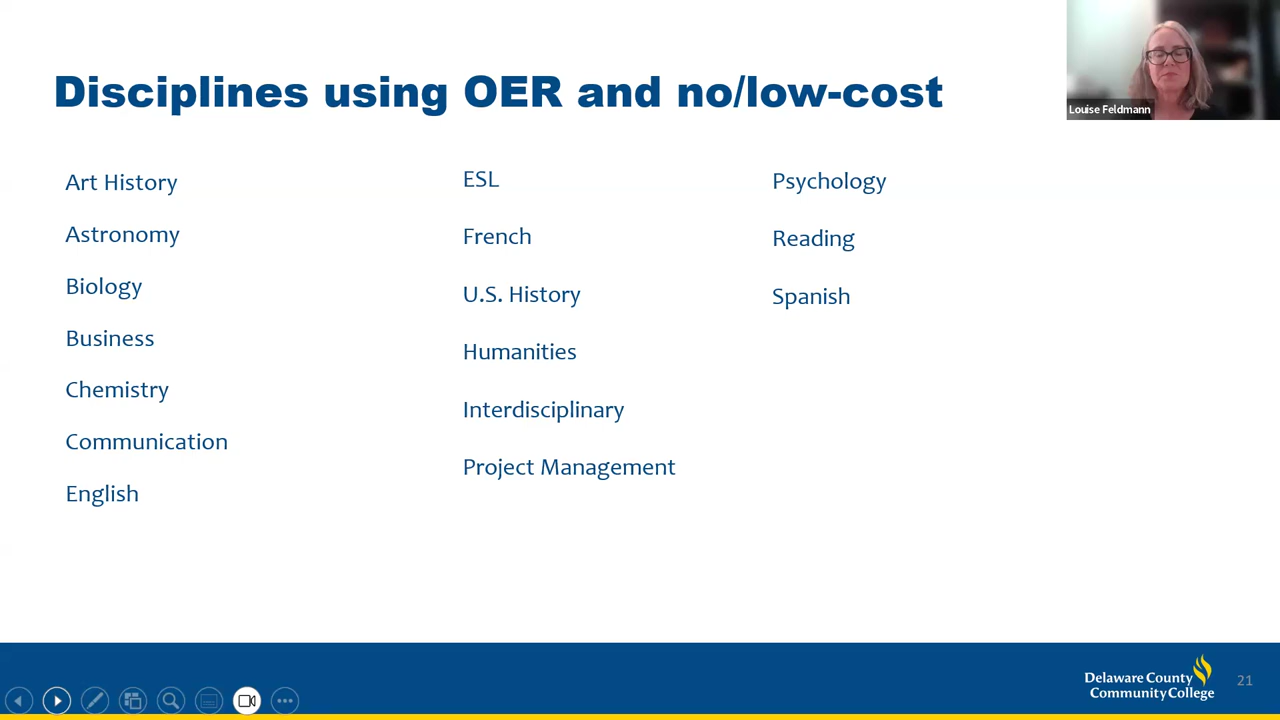 Disciplines using OER and no/low-cost
Louise Feldmann
Art History
Astronomy
Biology
Business
Chemistry
Communication
English
ESL
French
U.S. History
Humanities
Interdisciplinary
Project Management
Psychology
Reading
Spanish
Delaware County
Community College
21